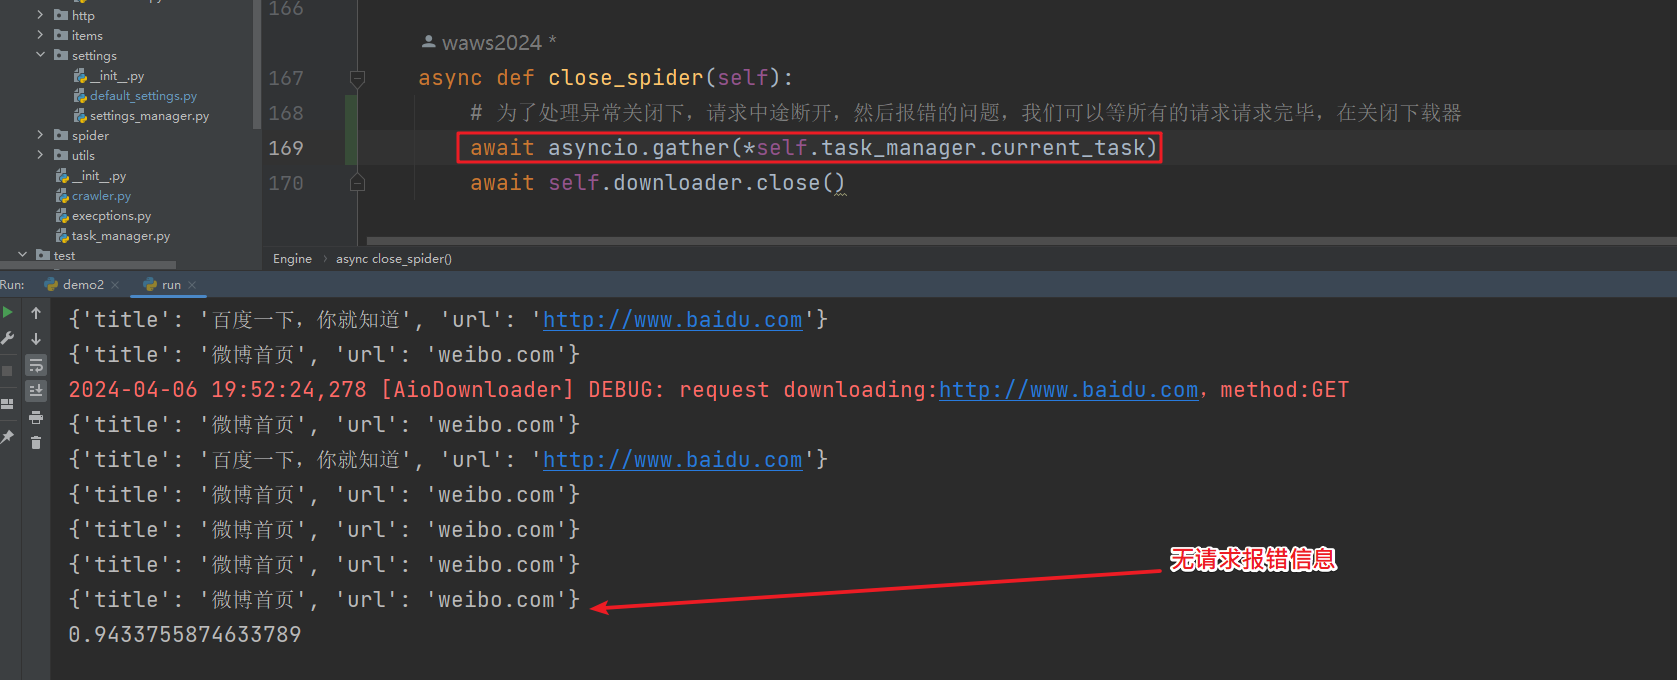 http
items
settings
__init__.py
default_settings.py
settings_manager.py
spider
utils
__init__.py
crawler.py
execptions.py
task_manager.py
test
166
waws2024 *
167 async def close_spider(self):
168 # 为了处理异常关闭下，请求中途断开，然后报错的问题，我们可以等所有的请求请求完毕，在关闭下载器
169 await asyncio.gather(*self.task_manager.current_task)
170 await self.downloader.close()
Engine › async close_spider()
Run: demo2 × run ×
{'title': '百度一下，你就知道', 'url': 'http://www.baidu.com'}
{'title': '微博首页', 'url': 'weibo.com'}
2024-04-06 19:52:24,278 [AioDownloader] DEBUG: request downloading:http://www.baidu.com，method:GET
{'title': '微博首页', 'url': 'weibo.com'}
{'title': '百度一下，你就知道', 'url': 'http://www.baidu.com'}
{'title': '微博首页', 'url': 'weibo.com'}
{'title': '微博首页', 'url': 'weibo.com'}
{'title': '微博首页', 'url': 'weibo.com'}
无请求报错信息
{'title': '微博首页', 'url': 'weibo.com'}
0.9433755874633789